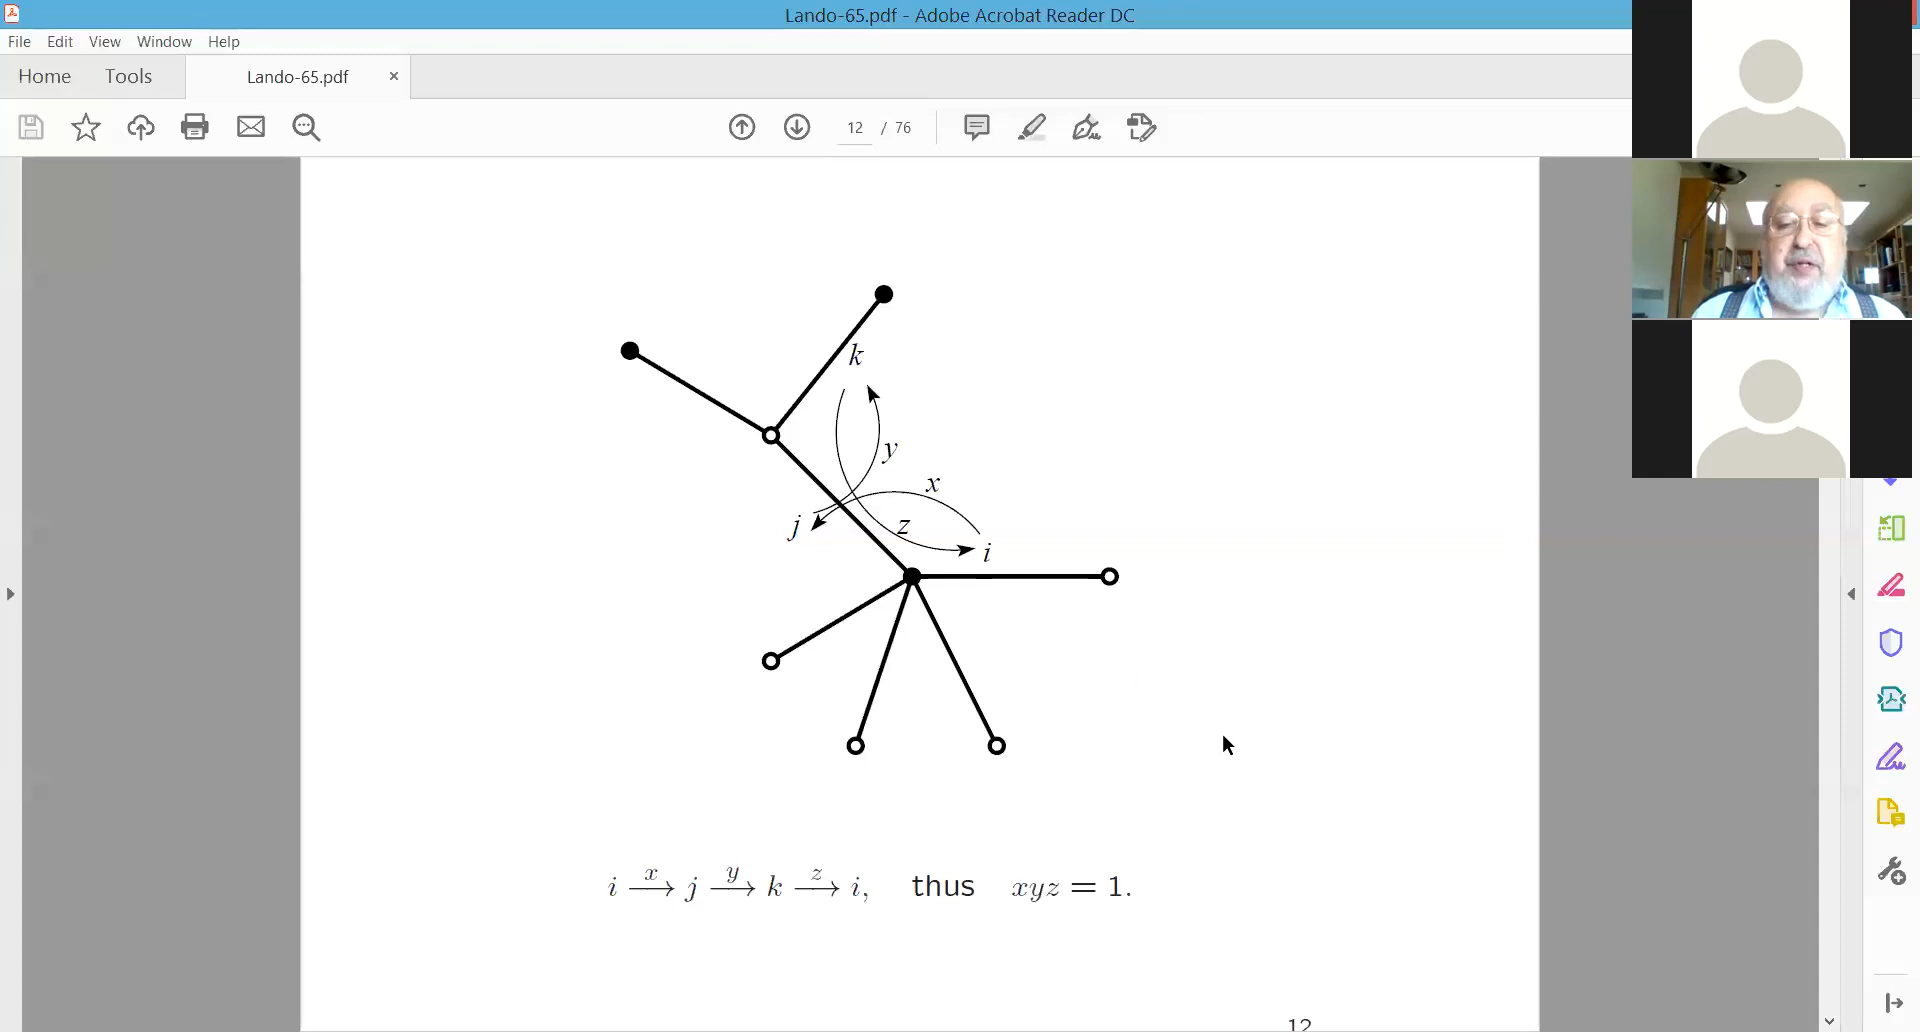 Lando-65.pdf - Adobe Acrobat Reader DC
File Edit View Window Help
Home Tools Lando-65.pdf ×
12 / 76
k
y
x
j
z
i
i —x→ j —y→ k —z→ i, thus xyz = 1.
12